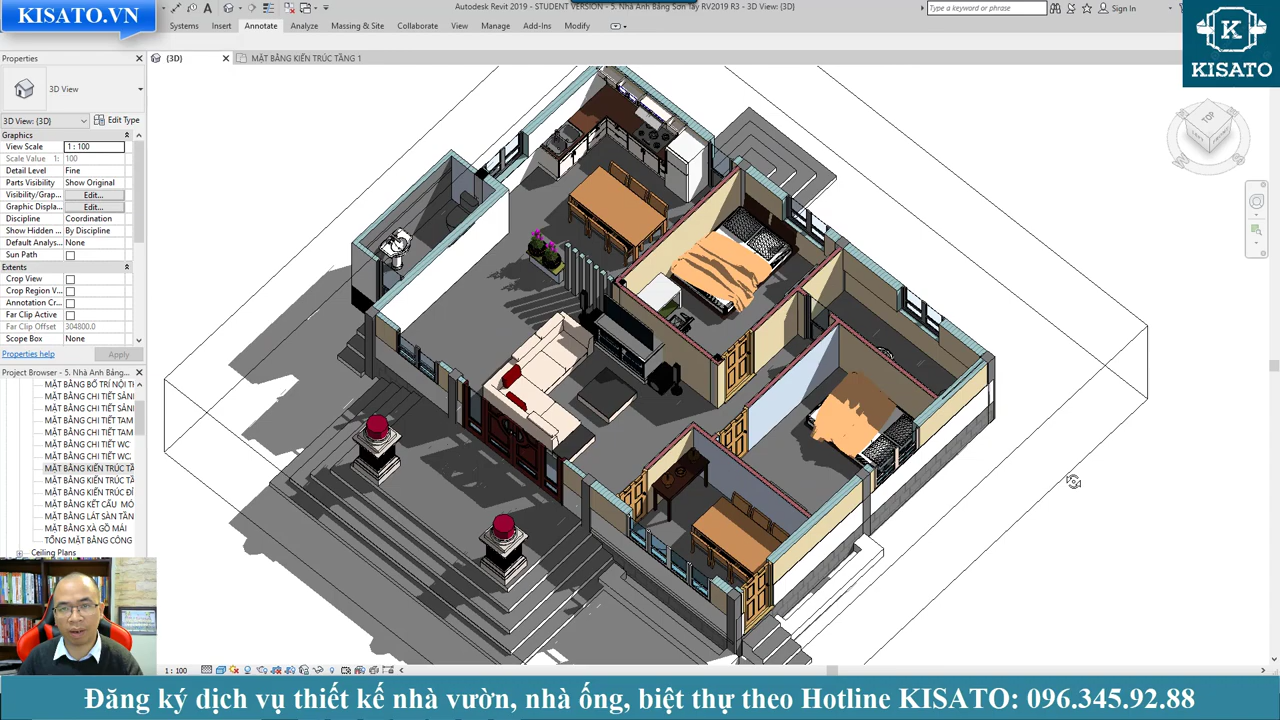 KISATO.VN
Autodesk Revit 2019 - STUDENT VERSION - 5. Nhà Anh Bằng Sơn Tây RV2019 R3 - 3D View: {3D}
Type a keyword or phrase
Sign In
Systems Insert Annotate Analyze Massing & Site Collaborate View Manage Add-Ins Modify
K
KISATO
Properties
{3D}
MẶT BẰNG KIẾN TRÚC TẦNG 1
3D View
3D View: {3D}
Edit Type
Graphics
View Scale 1 : 100
Scale Value 1: 100
Detail Level Fine
Parts Visibility Show Original
Visibility/Grap... Edit...
Graphic Displa... Edit...
Discipline Coordination
Show Hidden ... By Discipline
Default Analys... None
Sun Path
Extents
Crop View
Crop Region V...
Annotation Cr...
Far Clip Active
Far Clip Offset 304800.0
Scope Box None
Properties help
Apply
Project Browser - 5. Nhà Anh Bằng...
MẶT BẰNG BỐ TRÍ NỘI T
MẶT BẰNG CHI TIẾT SẢN
MẶT BẰNG CHI TIẾT SẢN
MẶT BẰNG CHI TIẾT TAM
MẶT BẰNG CHI TIẾT TAM
MẶT BẰNG CHI TIẾT WC
MẶT BẰNG CHI TIẾT WC
MẶT BẰNG KIẾN TRÚC TẦ
MẶT BẰNG KIẾN TRÚC TẦ
MẶT BẰNG KIẾN TRÚC ĐỈ
MẶT BẰNG KẾT CẤU MÓ
MẶT BẰNG LÁT SÀN TẦN
MẶT BẰNG XÀ GỒ MÁI
TỔNG MẶT BẰNG CÔNG
Ceiling Plans
TOP
1 : 100
Đăng ký dịch vụ thiết kế nhà vườn, nhà ống, biệt thự theo Hotline KISATO: 096.345.92.88